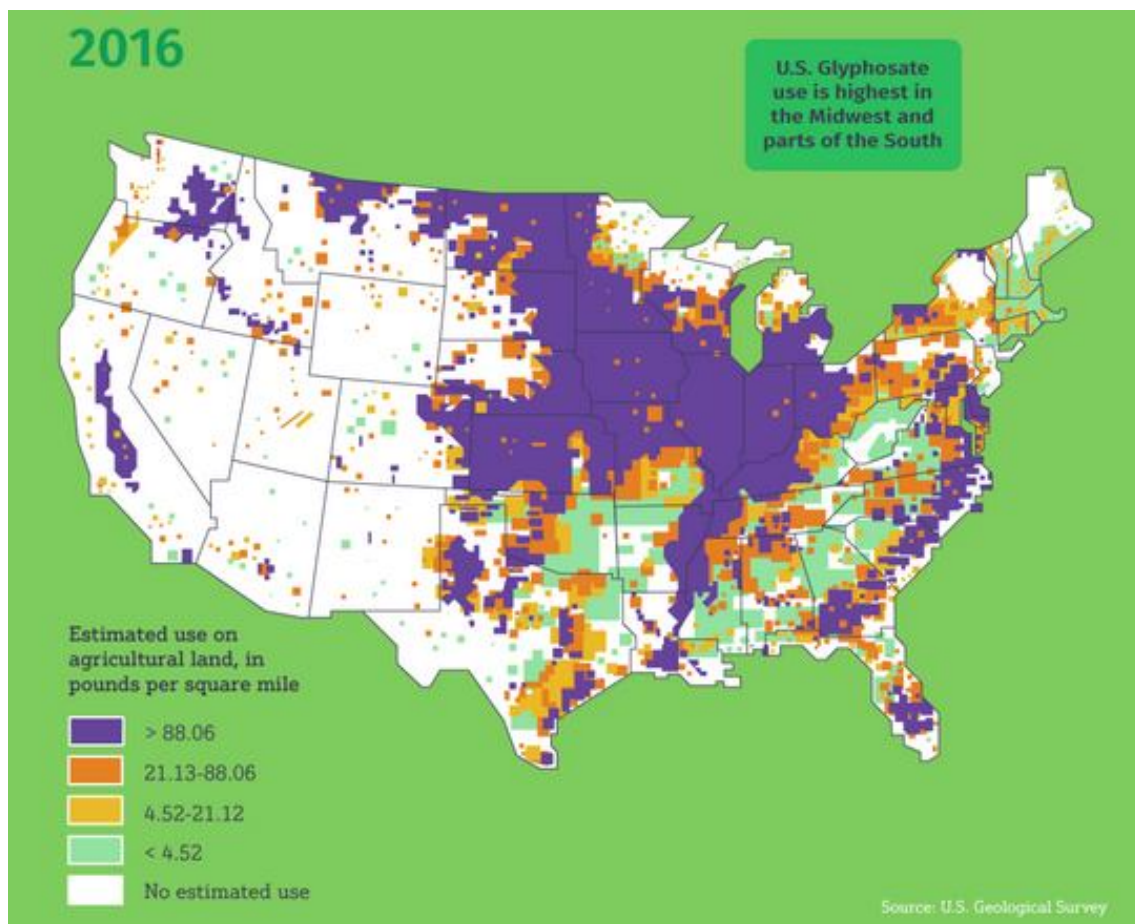 2016
U.S. Glyphosate
use is highest in
the Midwest and
parts of the South
Estimated use on
agricultural land, in
pounds per square mile
> 88.06
21.13-88.06
4.52-21.12
< 4.52
No estimated use
Source: U.S. Geological Survey